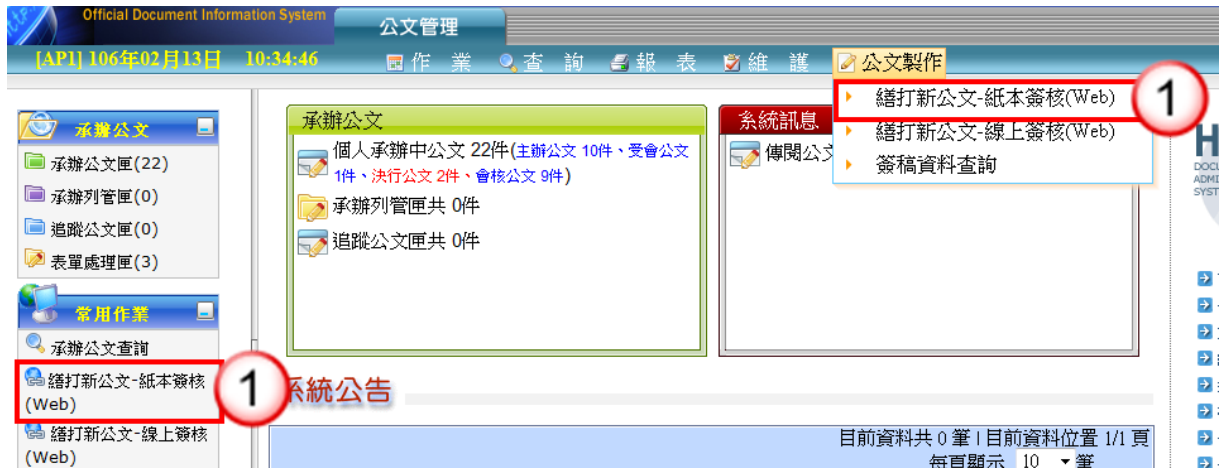 Official Document Information System
公文管理
[AP1] 106年02月13日 10:34:46
作 業 查 詢 報 表 維 護 公文製作
繕打新公文-紙本簽核(Web)
1
繕打新公文-線上簽核(Web)
簽稿資料查詢
承辦公文
承辦公文匣(22)
承辦列管匣(0)
追蹤公文匣(0)
表單處理匣(3)
常用作業
承辦公文查詢
繕打新公文-紙本簽核
(Web)
1
繕打新公文-線上簽核
(Web)
承辦公文
個人承辦中公文 22件(主辦公文 10件、受會公文
1件、決行公文 2件、會核公文 9件)
承辦列管匣共 0件
追蹤公文匣共 0件
系統訊息
傳閱公文
系統公告
目前資料共 0 筆 | 目前資料位置 1/1 頁
每頁顯示 10 筆